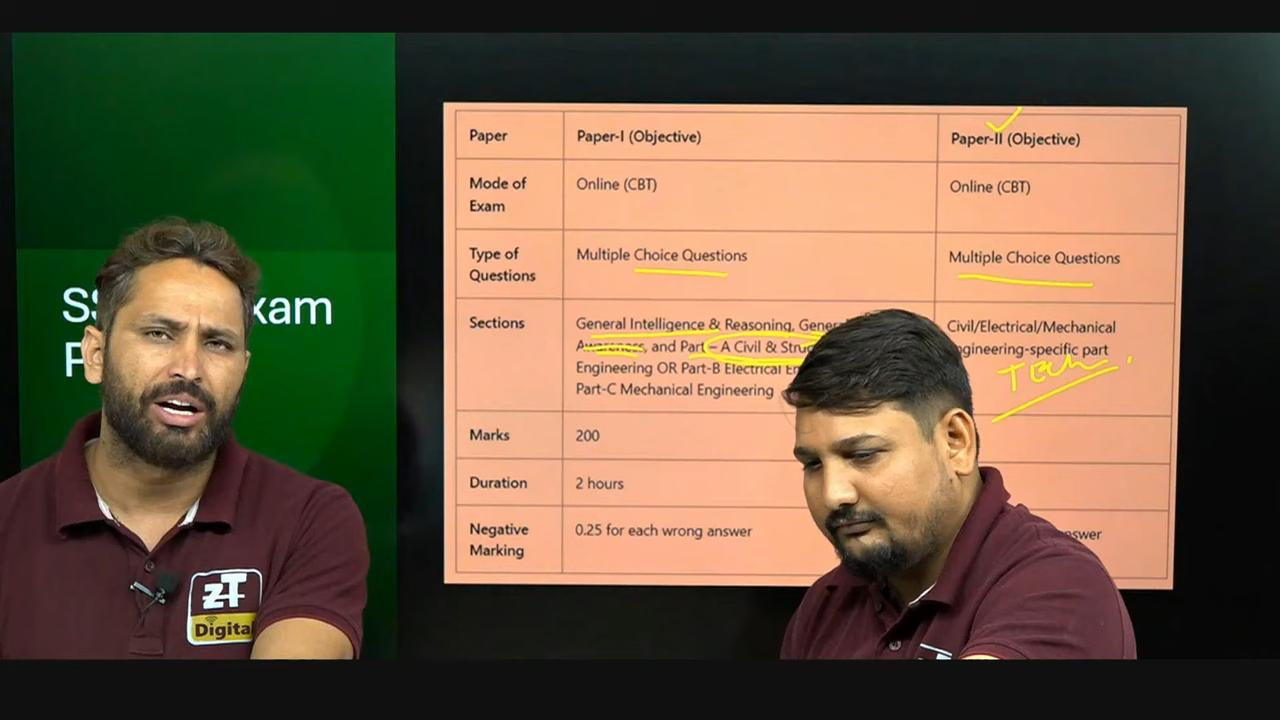 SS
xam
P
Paper
Paper-I (Objective)
Paper-II (Objective)
Mode of
Exam
Online (CBT)
Online (CBT)
Type of
Questions
Multiple Choice Questions
Multiple Choice Questions
Sections
General Intelligence & Reasoning, Gener
Awareness, and Part – A Civil & Struc
Engineering OR Part-B Electrical En
Part-C Mechanical Engineering
Civil/Electrical/Mechanical
ngineering-specific part
Tech
Marks
200
Duration
2 hours
Negative
Marking
0.25 for each wrong answer
nswer
ZT
Digital